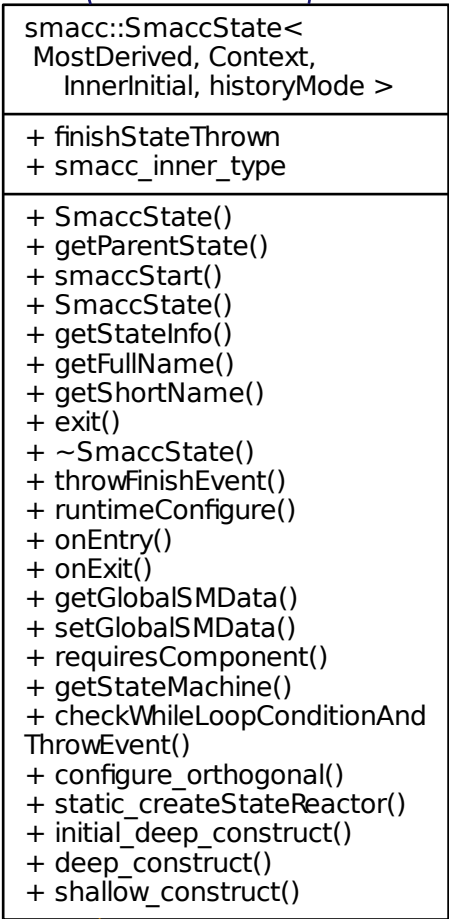 smacc::SmaccState<
MostDerived, Context,
InnerInitial, historyMode >
+ finishStateThrown
+ smacc_inner_type
+ SmaccState()
+ getParentState()
+ smaccStart()
+ SmaccState()
+ getStateInfo()
+ getFullName()
+ getShortName()
+ exit()
+ ~SmaccState()
+ throwFinishEvent()
+ runtimeConfigure()
+ onEntry()
+ onExit()
+ getGlobalSMData()
+ setGlobalSMData()
+ requiresComponent()
+ getStateMachine()
+ checkWhileLoopConditionAnd
ThrowEvent()
+ configure_orthogonal()
+ static_createStateReactor()
+ initial_deep_construct()
+ deep_construct()
+ shallow_construct()